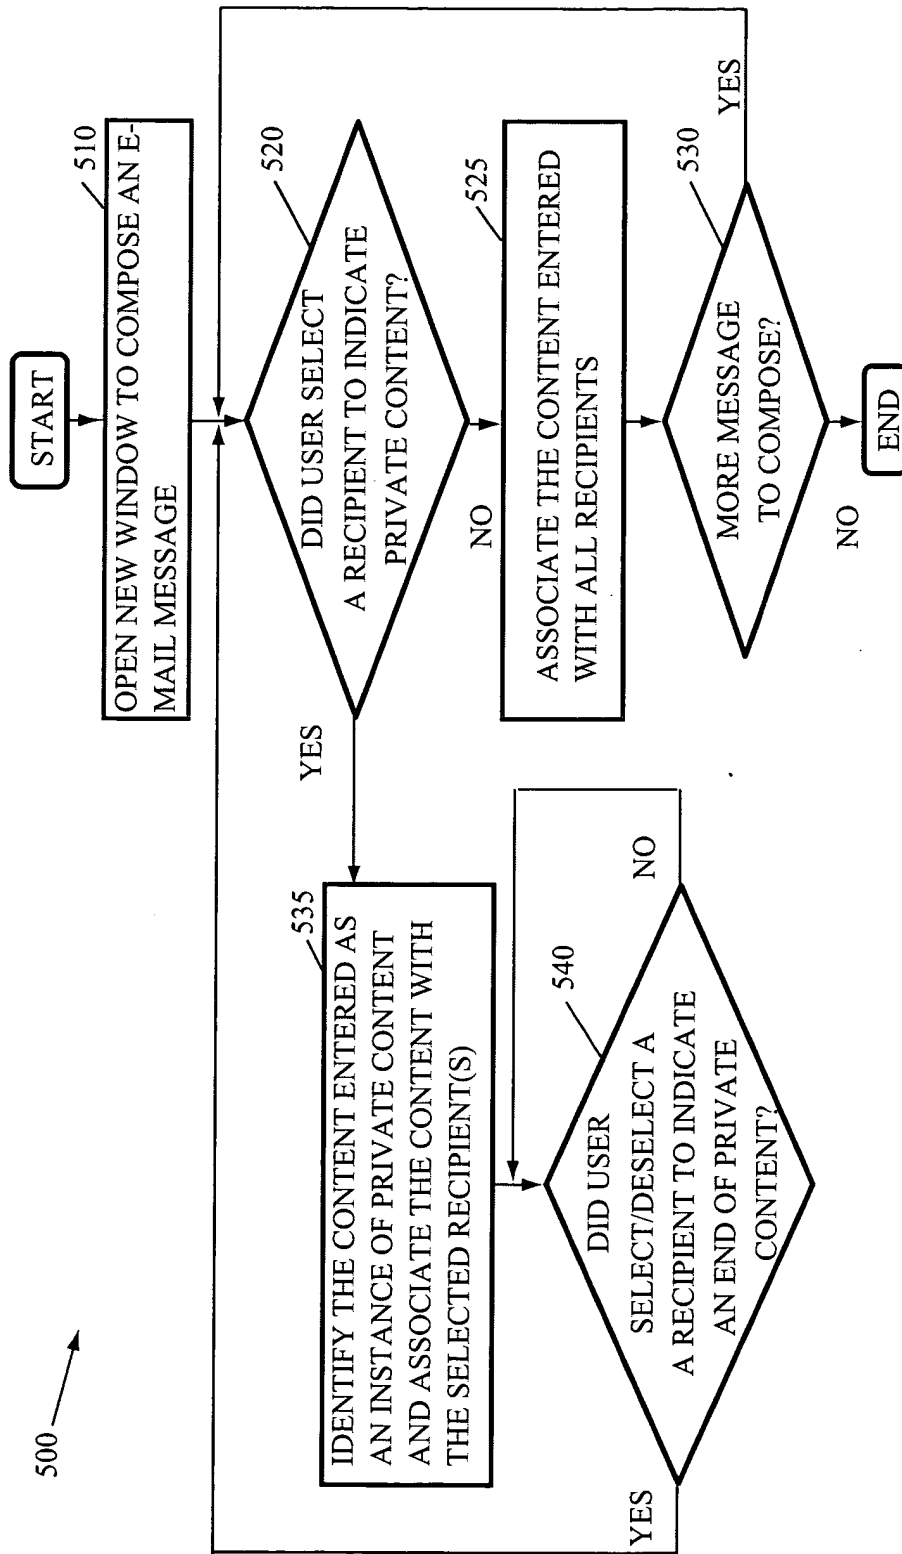 500
START
510
OPEN NEW WINDOW TO COMPOSE AN E-
MAIL MESSAGE
520
DID USER SELECT
A RECIPIENT TO INDICATE
PRIVATE CONTENT?
YES
NO
525
ASSOCIATE THE CONTENT ENTERED
WITH ALL RECIPIENTS
530
MORE MESSAGE
TO COMPOSE?
YES
NO
END
535
IDENTIFY THE CONTENT ENTERED AS
AN INSTANCE OF PRIVATE CONTENT
AND ASSOCIATE THE CONTENT WITH
THE SELECTED RECIPIENT(S)
540
DID USER
SELECT/DESELECT A
A RECIPIENT TO INDICATE
AN END OF PRIVATE
CONTENT?
NO
YES